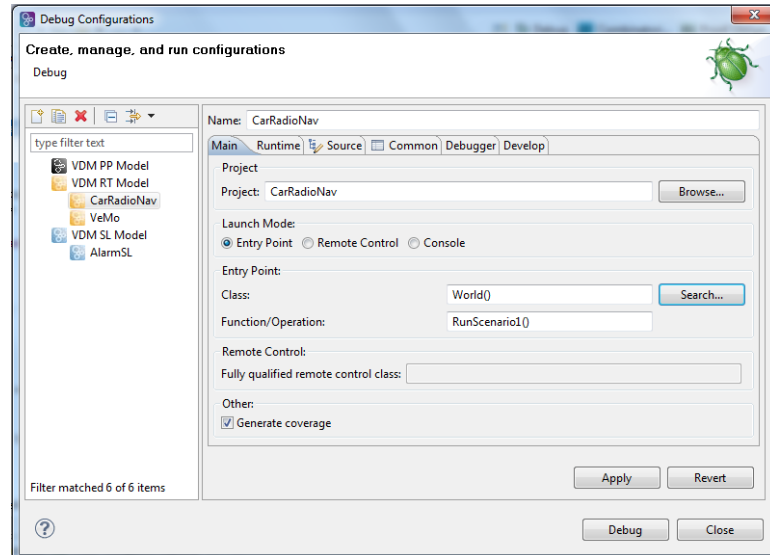 Debug Configurations
Create, manage, and run configurations
Debug
type filter text
VDM PP Model
VDM RT Model
CarRadioNav
VeMo
VDM SL Model
AlarmSL
Filter matched 6 of 6 items
Name: CarRadioNav
Main Runtime Source Common Debugger Develop
Project
Project: CarRadioNav Browse...
Launch Mode:
Entry Point Remote Control Console
Entry Point:
Class: World() Search...
Function/Operation: RunScenario1()
Remote Control:
Fully qualified remote control class:
Other:
Generate coverage
Apply Revert
Debug Close